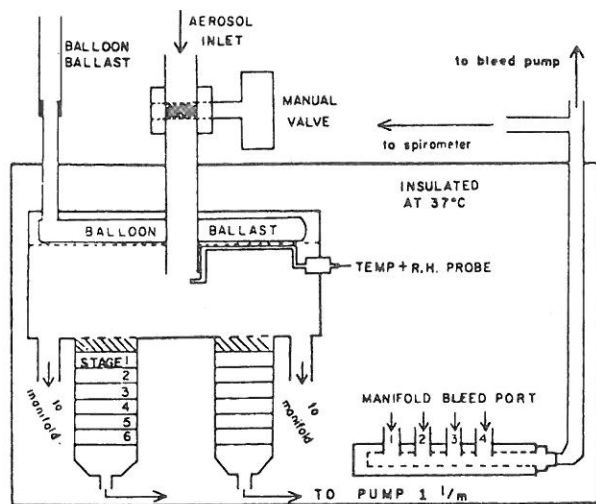 AEROSOL
INLET
BALLOON
BALLAST
MANUAL
VALVE
to bleed pump
to spirometer
INSULATED
AT 37°C
BALLOON BALLAST
TEMP+R.H. PROBE
STAGE 1
2
3
4
5
6
to manifold.
to manifold
MANIFOLD BLEED PORT
1 2 3 4
TO PUMP 1 l/m